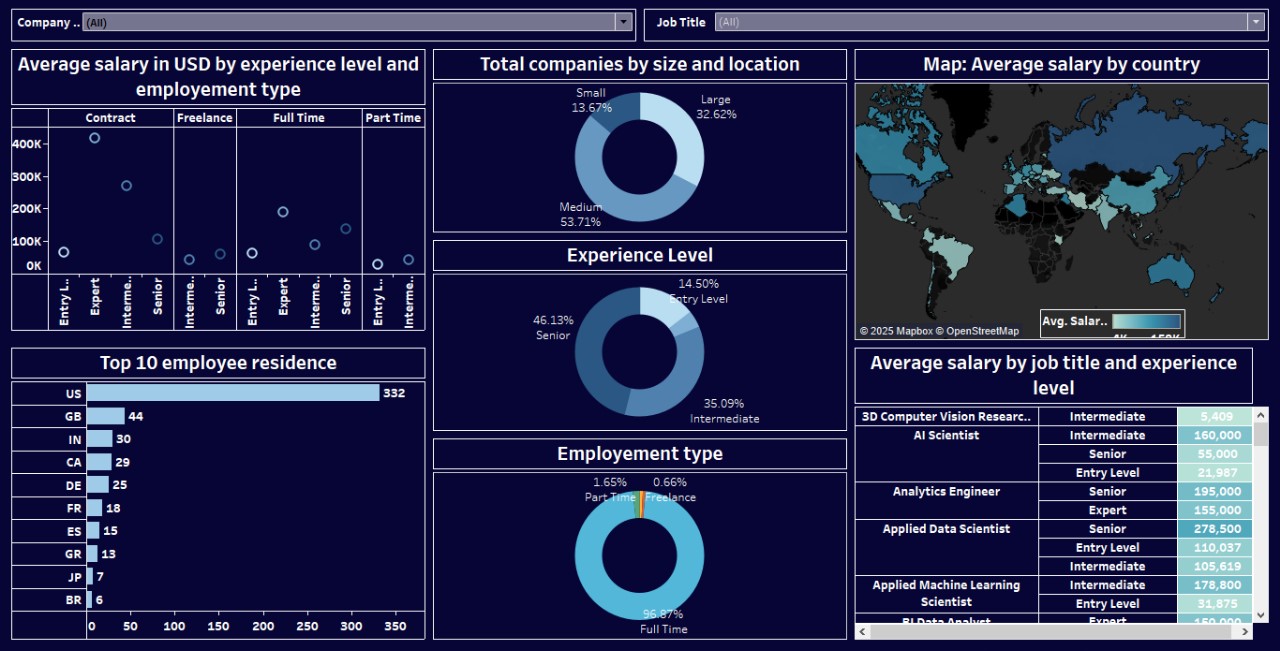 Company ..
(All)
Job Title
(All)
Average salary in USD by experience level and
employement type
Contract
Freelance
Full Time
Part Time
400K
300K
200K
100K
0K
Entry L..
Expert
Interme..
Senior
Interme..
Senior
Entry L..
Expert
Interme..
Senior
Entry L..
Interme..
Top 10 employee residence
US 332
GB 44
IN 30
CA 29
DE 25
FR 18
ES 15
GR 13
JP 7
BR 6
0 50 100 150 200 250 300 350
Total companies by size and location
Small
13.67%
Large
32.62%
Medium
53.71%
Experience Level
14.50%
Entry Level
46.13%
Senior
35.09%
Intermediate
Employement type
1.65%
Part Time
0.66%
Freelance
96.87%
Full Time
Map: Average salary by country
© 2025 Mapbox © OpenStreetMap
Avg. Salar..
Average salary by job title and experience
level
3D Computer Vision Researc.. Intermediate 5,409
AI Scientist Intermediate 160,000
Senior 55,000
Entry Level 21,987
Analytics Engineer Senior 195,000
Expert 155,000
Applied Data Scientist Senior 278,500
Entry Level 110,037
Intermediate 105,619
Applied Machine Learning
Scientist
Intermediate 178,800
Entry Level 31,875
BI Data Analyst Expert 150,000